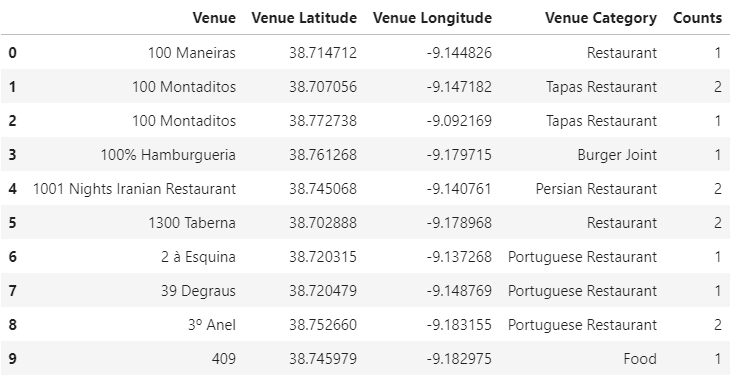 Venue Venue Latitude Venue Longitude Venue Category Counts
0 100 Maneiras 38.714712 -9.144826 Restaurant 1
1 100 Montaditos 38.707056 -9.147182 Tapas Restaurant 2
2 100 Montaditos 38.772738 -9.092169 Tapas Restaurant 1
3 100% Hamburgueria 38.761268 -9.179715 Burger Joint 1
4 1001 Nights Iranian Restaurant 38.745068 -9.140761 Persian Restaurant 2
5 1300 Taberna 38.702888 -9.178968 Restaurant 2
6 2 à Esquina 38.720315 -9.137268 Portuguese Restaurant 1
7 39 Degraus 38.720479 -9.148769 Portuguese Restaurant 1
8 3º Anel 38.752660 -9.183155 Portuguese Restaurant 2
9 409 38.745979 -9.182975 Food 1